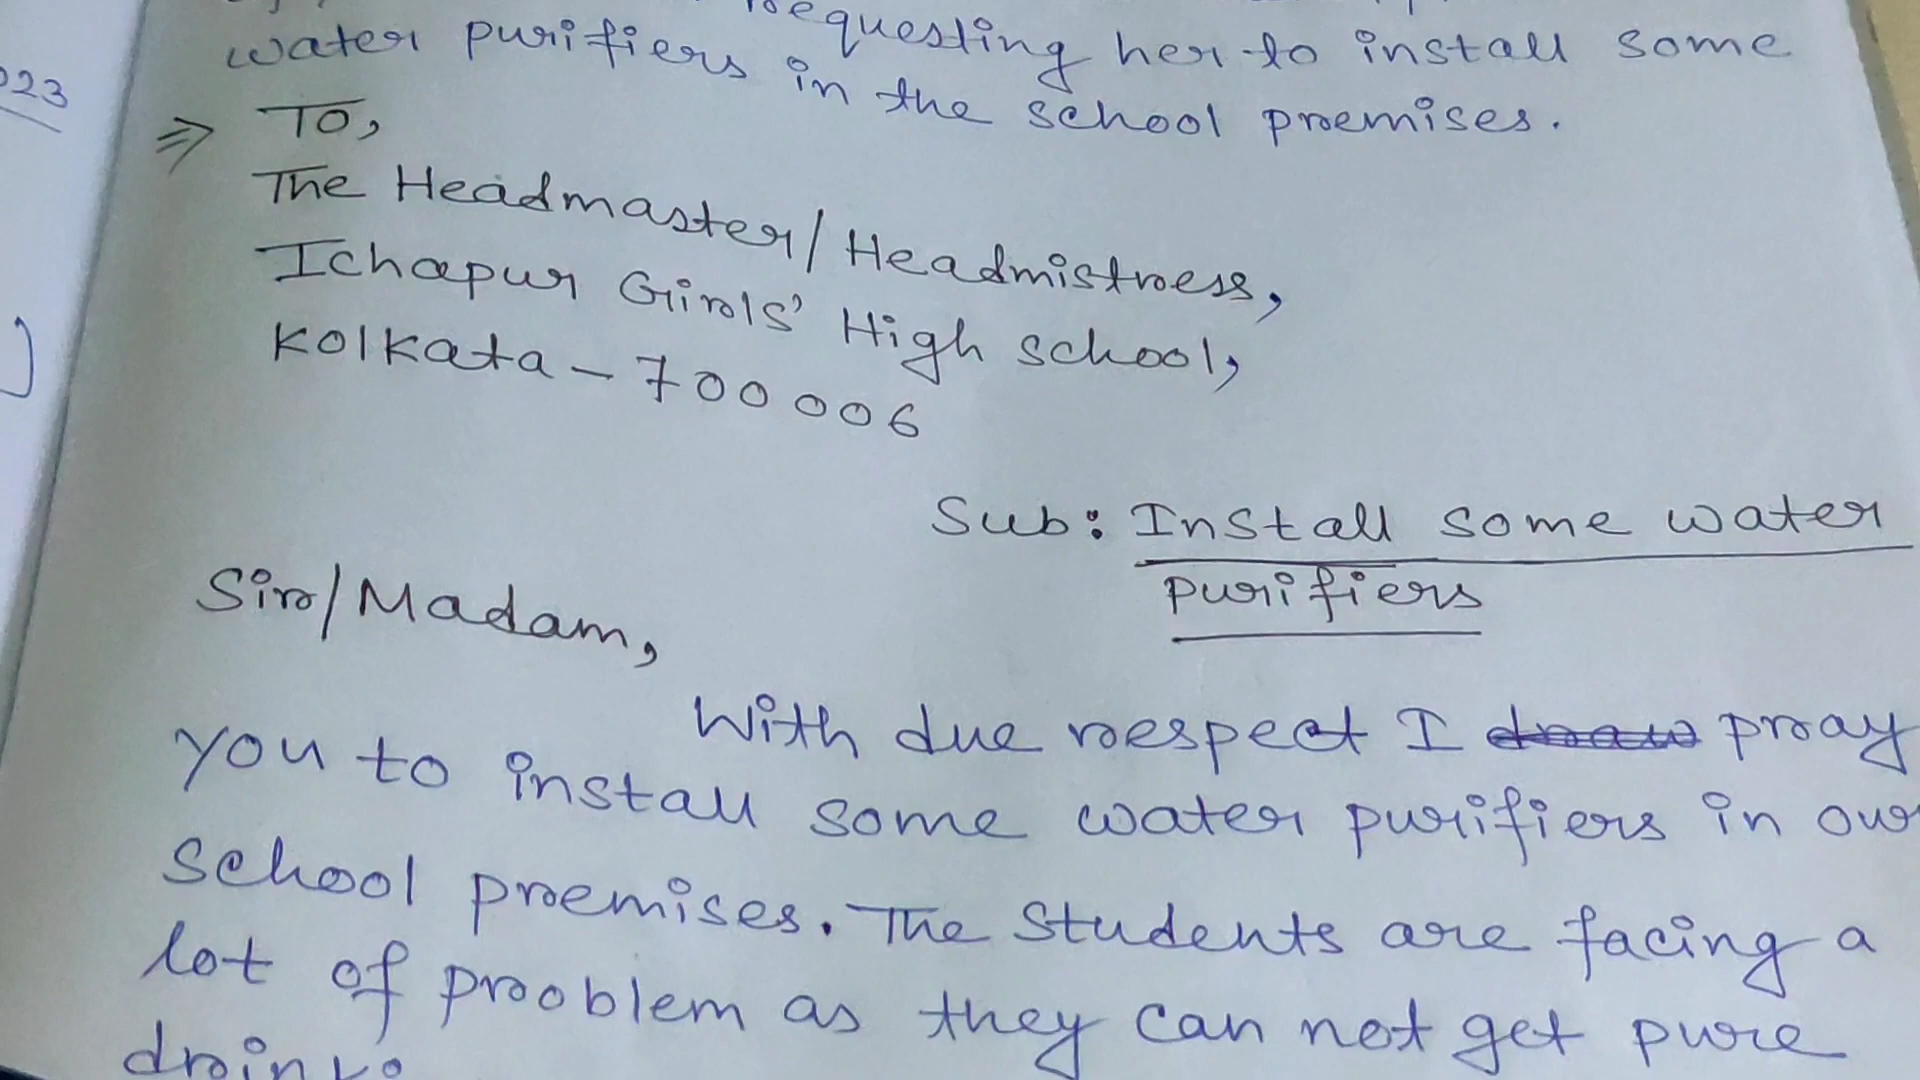 023
requesting her to install some
water purifiers in the school premises.
⇒ To,
The Headmaster/Headmistress,
Ichapur Girls' High school,
Kolkata - 700006
Sub: Install some water
purifiers
Sir/Madam,
With due respect I draw pray
you to install some water purifiers in our
school premises. The Students are facing a
lot of problem as they can not get pure